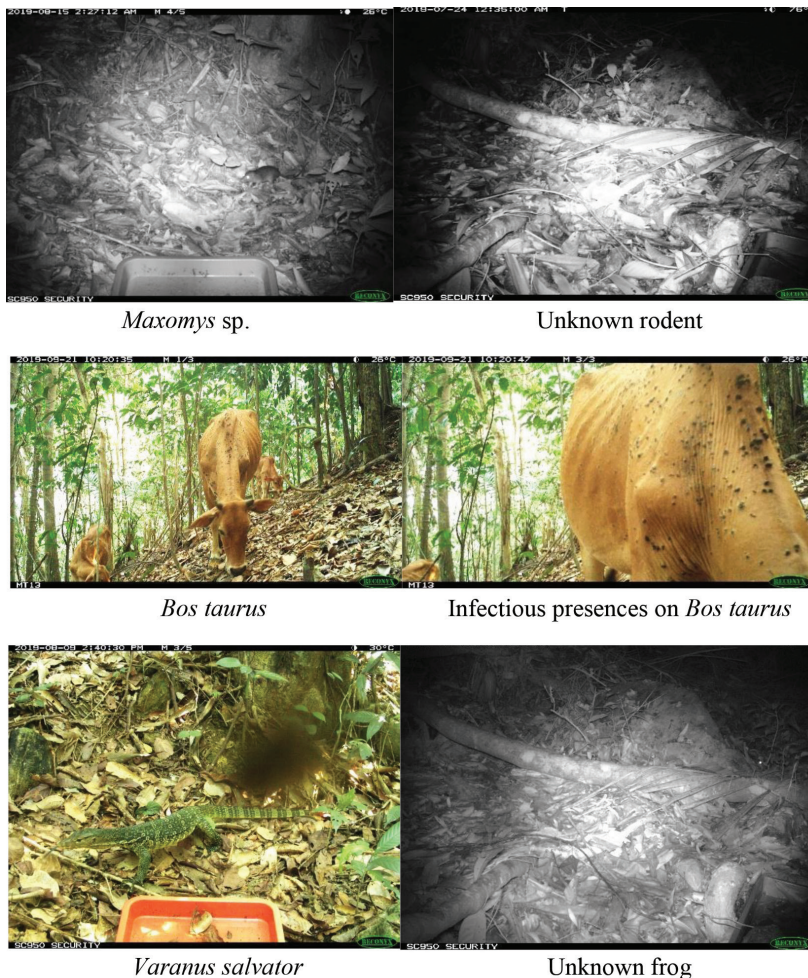 2019-08-15 2:27:12 AM M 4/5 26°C
2019-07-24 12:35:00 AM T 76°
SC950 SECURITY RECONYX
SC950 SECURITY RECONYX
Maxomys sp.
Unknown rodent
2019-09-21 10:20:35 M 1/3 26°C
2019-09-21 10:20:47 M 3/3 26°C
MT13 RECONYX
MT13 RECONYX
Bos taurus
Infectious presences on Bos taurus
2019-08-09 2:40:30 PM M 3/5 30°C
SC950 SECURITY RECONYX
SC950 SECURITY RECONYX
Varanus salvator
Unknown frog